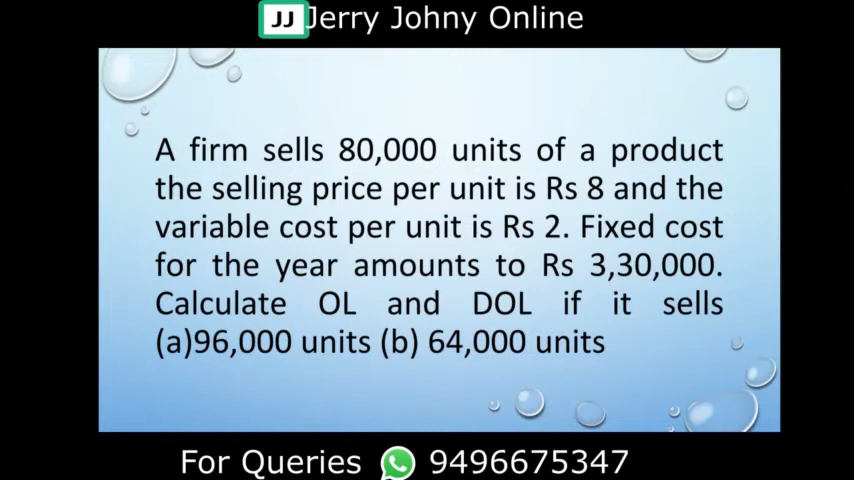 JJ Jerry Johny Online
A firm sells 80,000 units of a product
the selling price per unit is Rs 8 and the
variable cost per unit is Rs 2. Fixed cost
for the year amounts to Rs 3,30,000.
Calculate OL and DOL if it sells
(a)96,000 units (b) 64,000 units
For Queries 9496675347